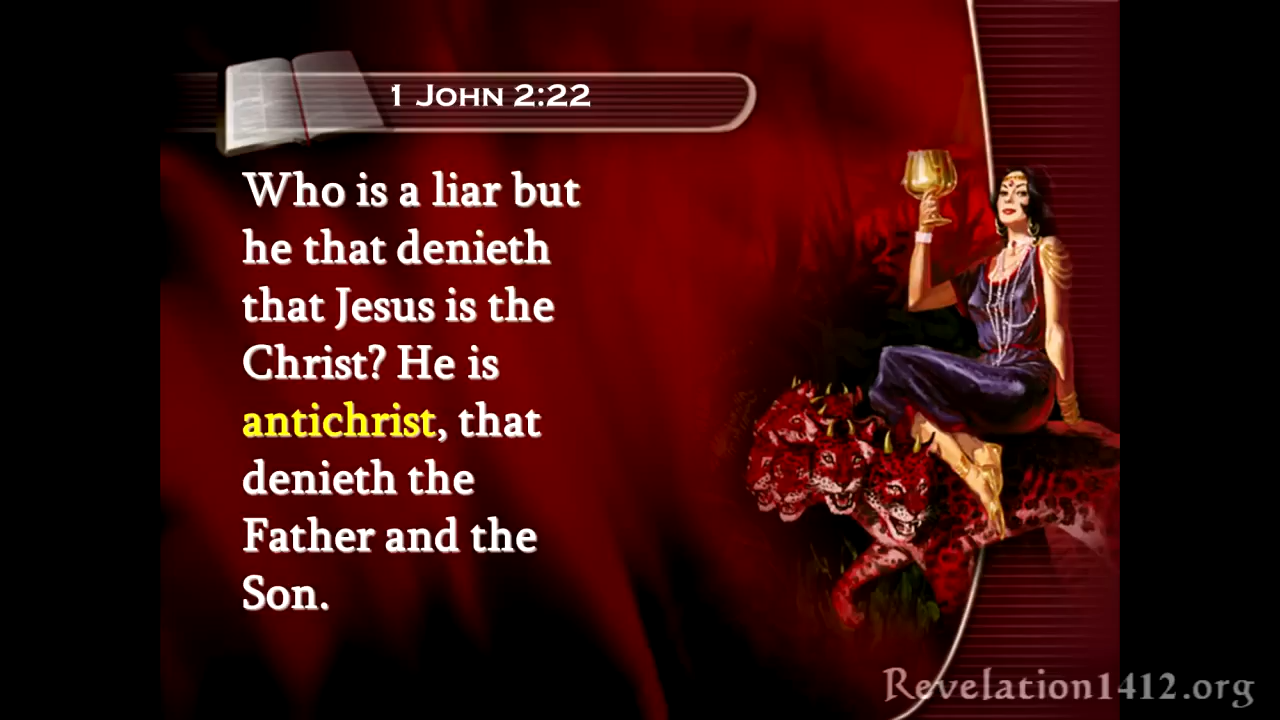 1 John 2:22
Who is a liar but
he that denieth
that Jesus is the
Christ? He is
antichrist, that
denieth the
Father and the
Son.
Revelation1412.org